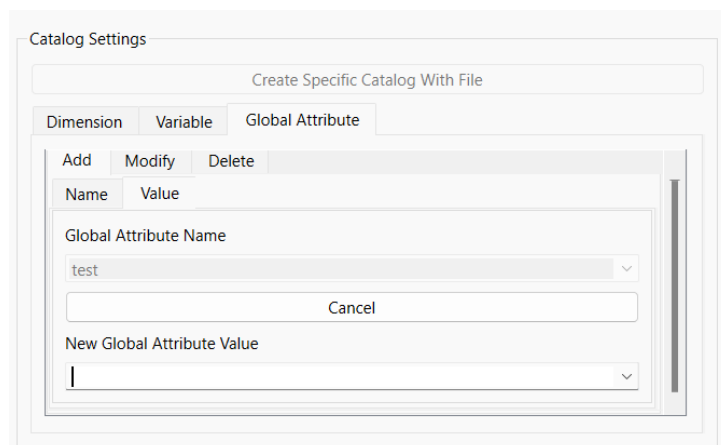 Catalog Settings
Create Specific Catalog With File
Dimension Variable Global Attribute
Add Modify Delete
Name Value
Global Attribute Name
test
Cancel
New Global Attribute Value